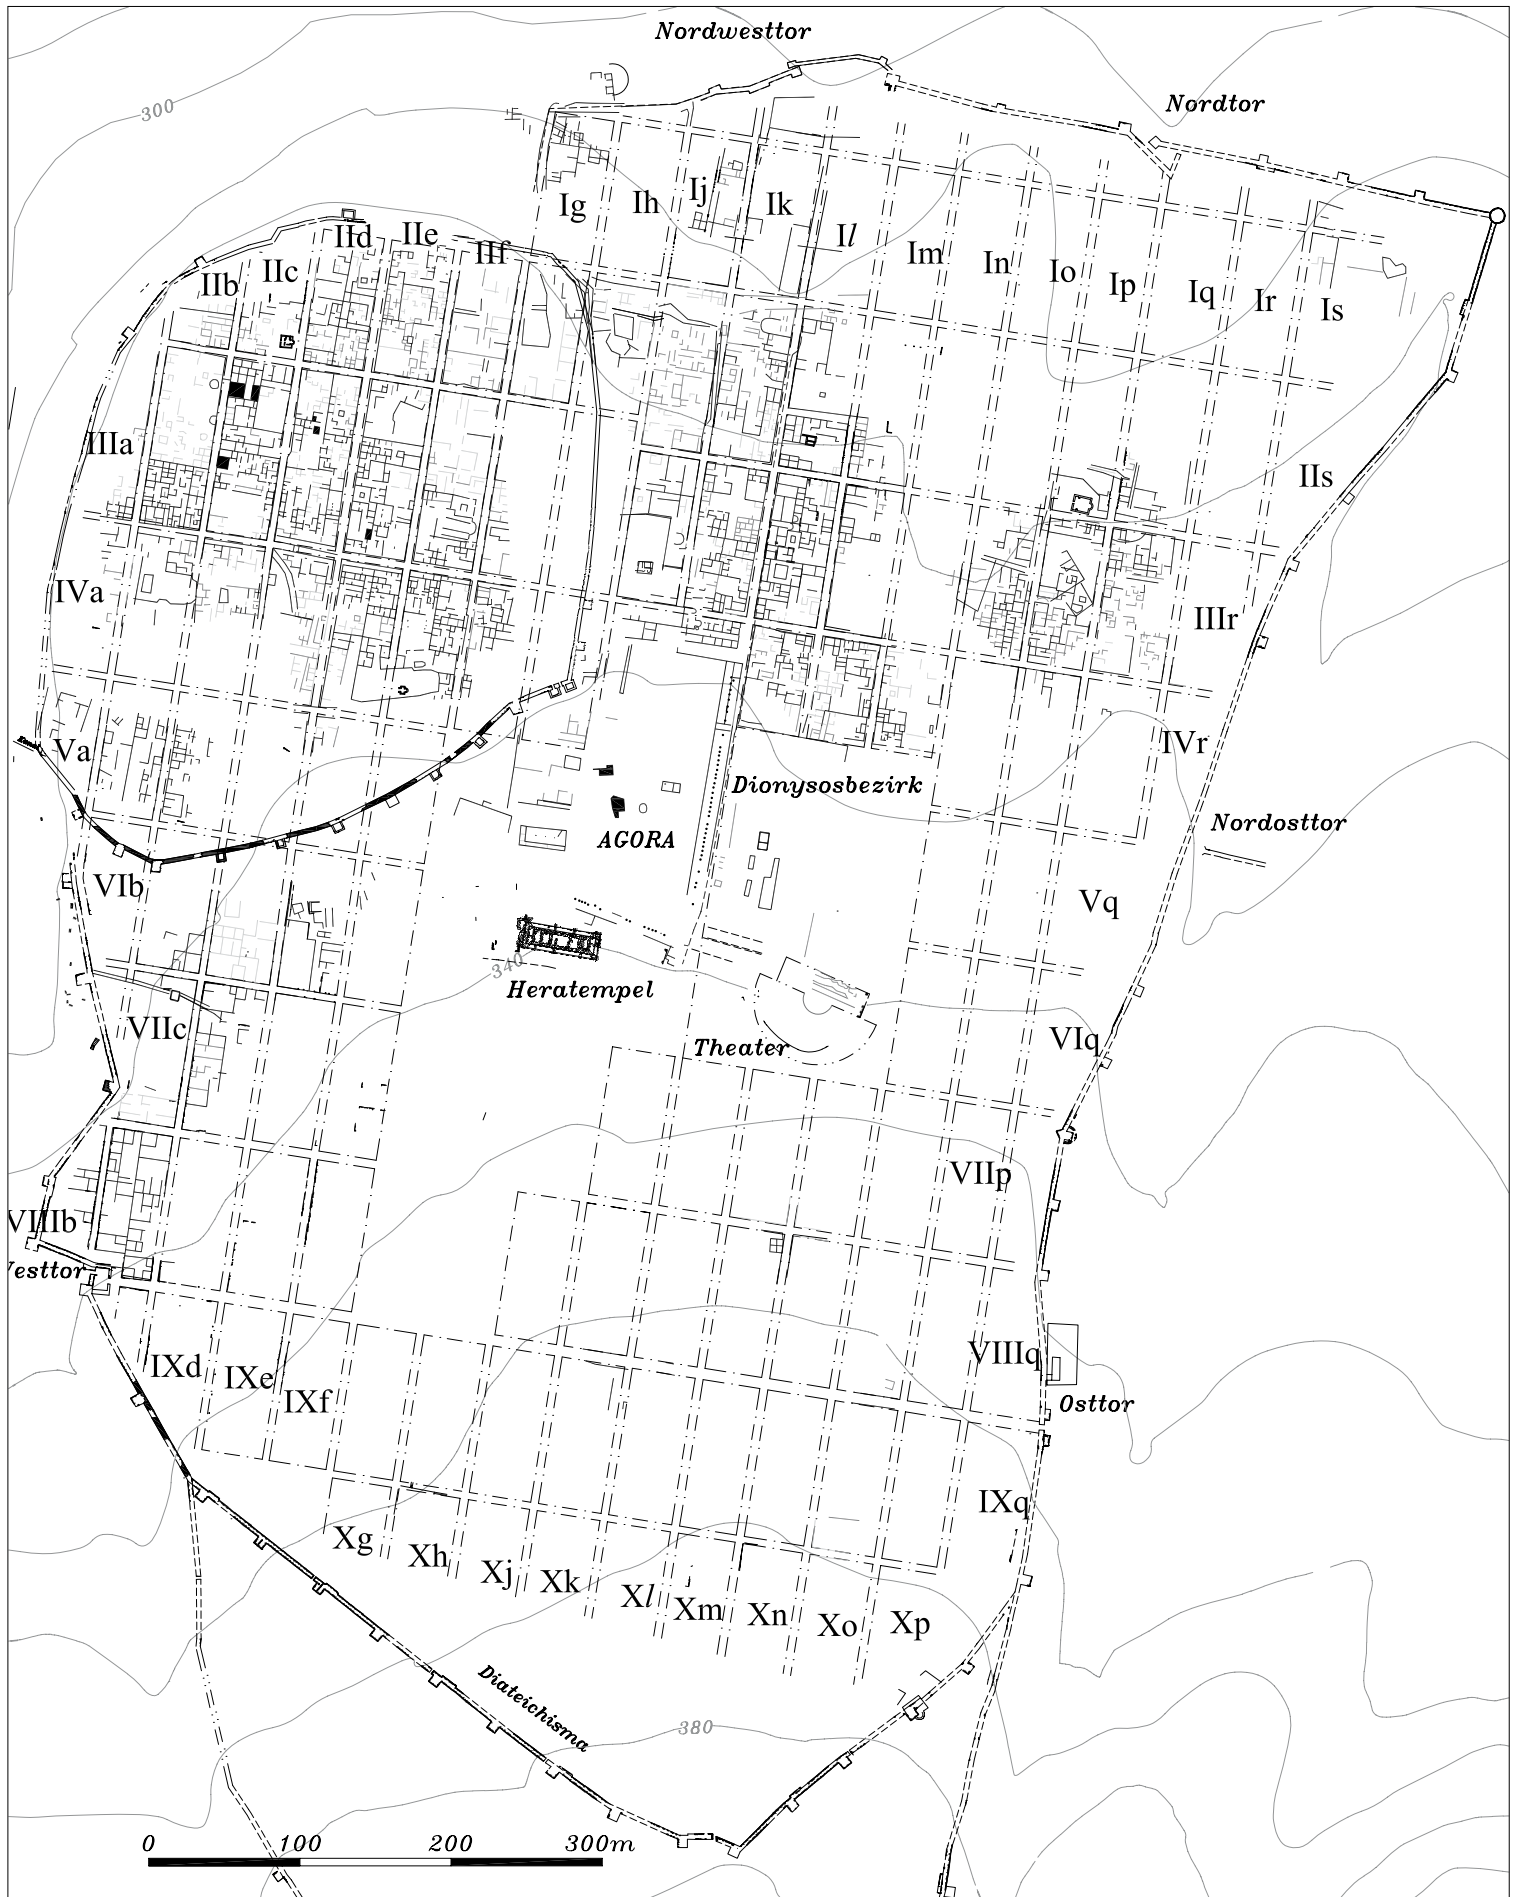 Nordwesttor
300
Nordtor
Ig
Ih
Ij
Ik
Il
Im
In
Io
Ip
Iq
Ir
Is
IIb
IIc
IId
IIe
IIf
IIIa
IIs
IVa
IIIr
Va
IVr
Dionysosbezirk
Nordosttor
AGORA
VIb
Vq
340
Heratempel
VIIc
Theater
VIq
VIIp
VIIIb
Westtor
VIIIq
IXd
IXe
IXf
Osttor
IXq
Xg
Xh
Xj
Xk
Xl
Xm
Xn
Xo
Xp
Diateichisma
380
0 100 200 300m